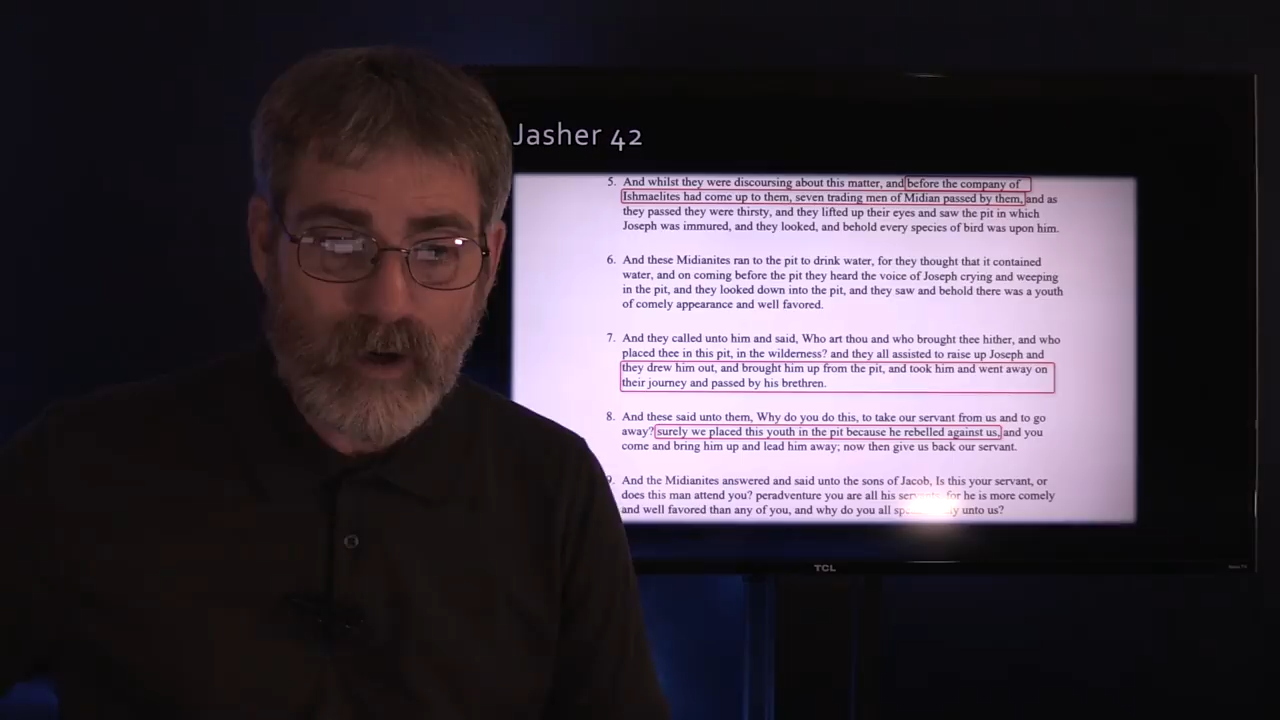 Jasher 42
5. And whilst they were discoursing about this matter, and before the company of
Ishmaelites had come up to them, seven trading men of Midian passed by them, and as
they passed they were thirsty, and they lifted up their eyes and saw the pit in which
Joseph was immured, and they looked, and behold every species of bird was upon him.
6. And these Midianites ran to the pit to drink water, for they thought that it contained
water, and on coming before the pit they heard the voice of Joseph crying and weeping
in the pit, and they looked down into the pit, and they saw and behold there was a youth
of comely appearance and well favored.
7. And they called unto him and said, Who art thou and who brought thee hither, and who
placed thee in this pit, in the wilderness? and they all assisted to raise up Joseph and
they drew him out, and brought him up from the pit, and took him and went away on
their journey and passed by his brethren.
8. And these said unto them, Why do you do this, to take our servant from us and to go
away? surely we placed this youth in the pit because he rebelled against us, and you
come and bring him up and lead him away; now then give us back our servant.
And the Midianites answered and said unto the sons of Jacob, Is this your servant, or
does this man attend you? peradventure you are all his for he is more comely
and well favored than any of you, and why do you all unto us?
TCL